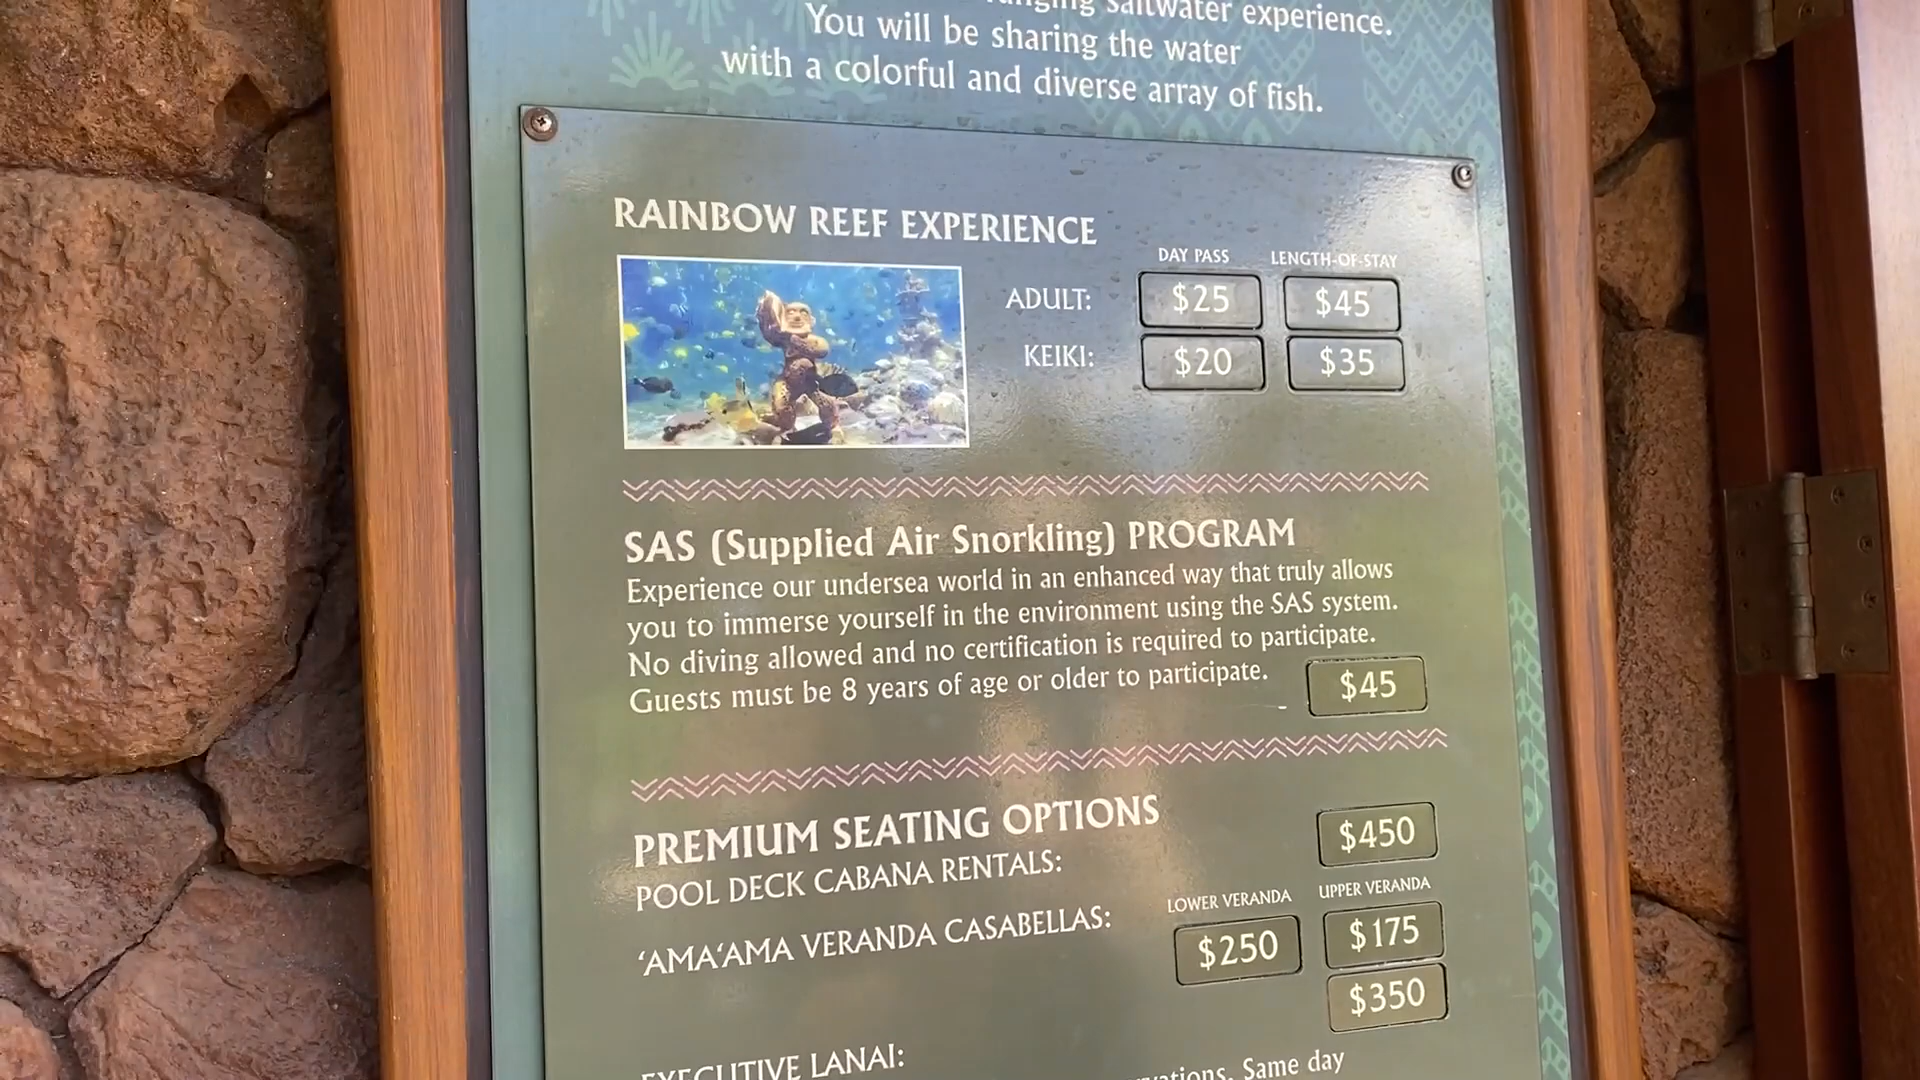 saltwater experience.
You will be sharing the water
with a colorful and diverse array of fish.
RAINBOW REEF EXPERIENCE
DAY PASS LENGTH-OF-STAY
ADULT: $25 $45
KEIKI: $20 $35
SAS (Supplied Air Snorkling) PROGRAM
Experience our undersea world in an enhanced way that truly allows
you to immerse yourself in the environment using the SAS system.
No diving allowed and no certification is required to participate.
Guests must be 8 years of age or older to participate.
$45
PREMIUM SEATING OPTIONS
POOL DECK CABANA RENTALS: $450
LOWER VERANDA UPPER VERANDA
‘AMA‘AMA VERANDA CASABELLAS: $250 $175
$350
EXECUTIVE LANAI:
Same day